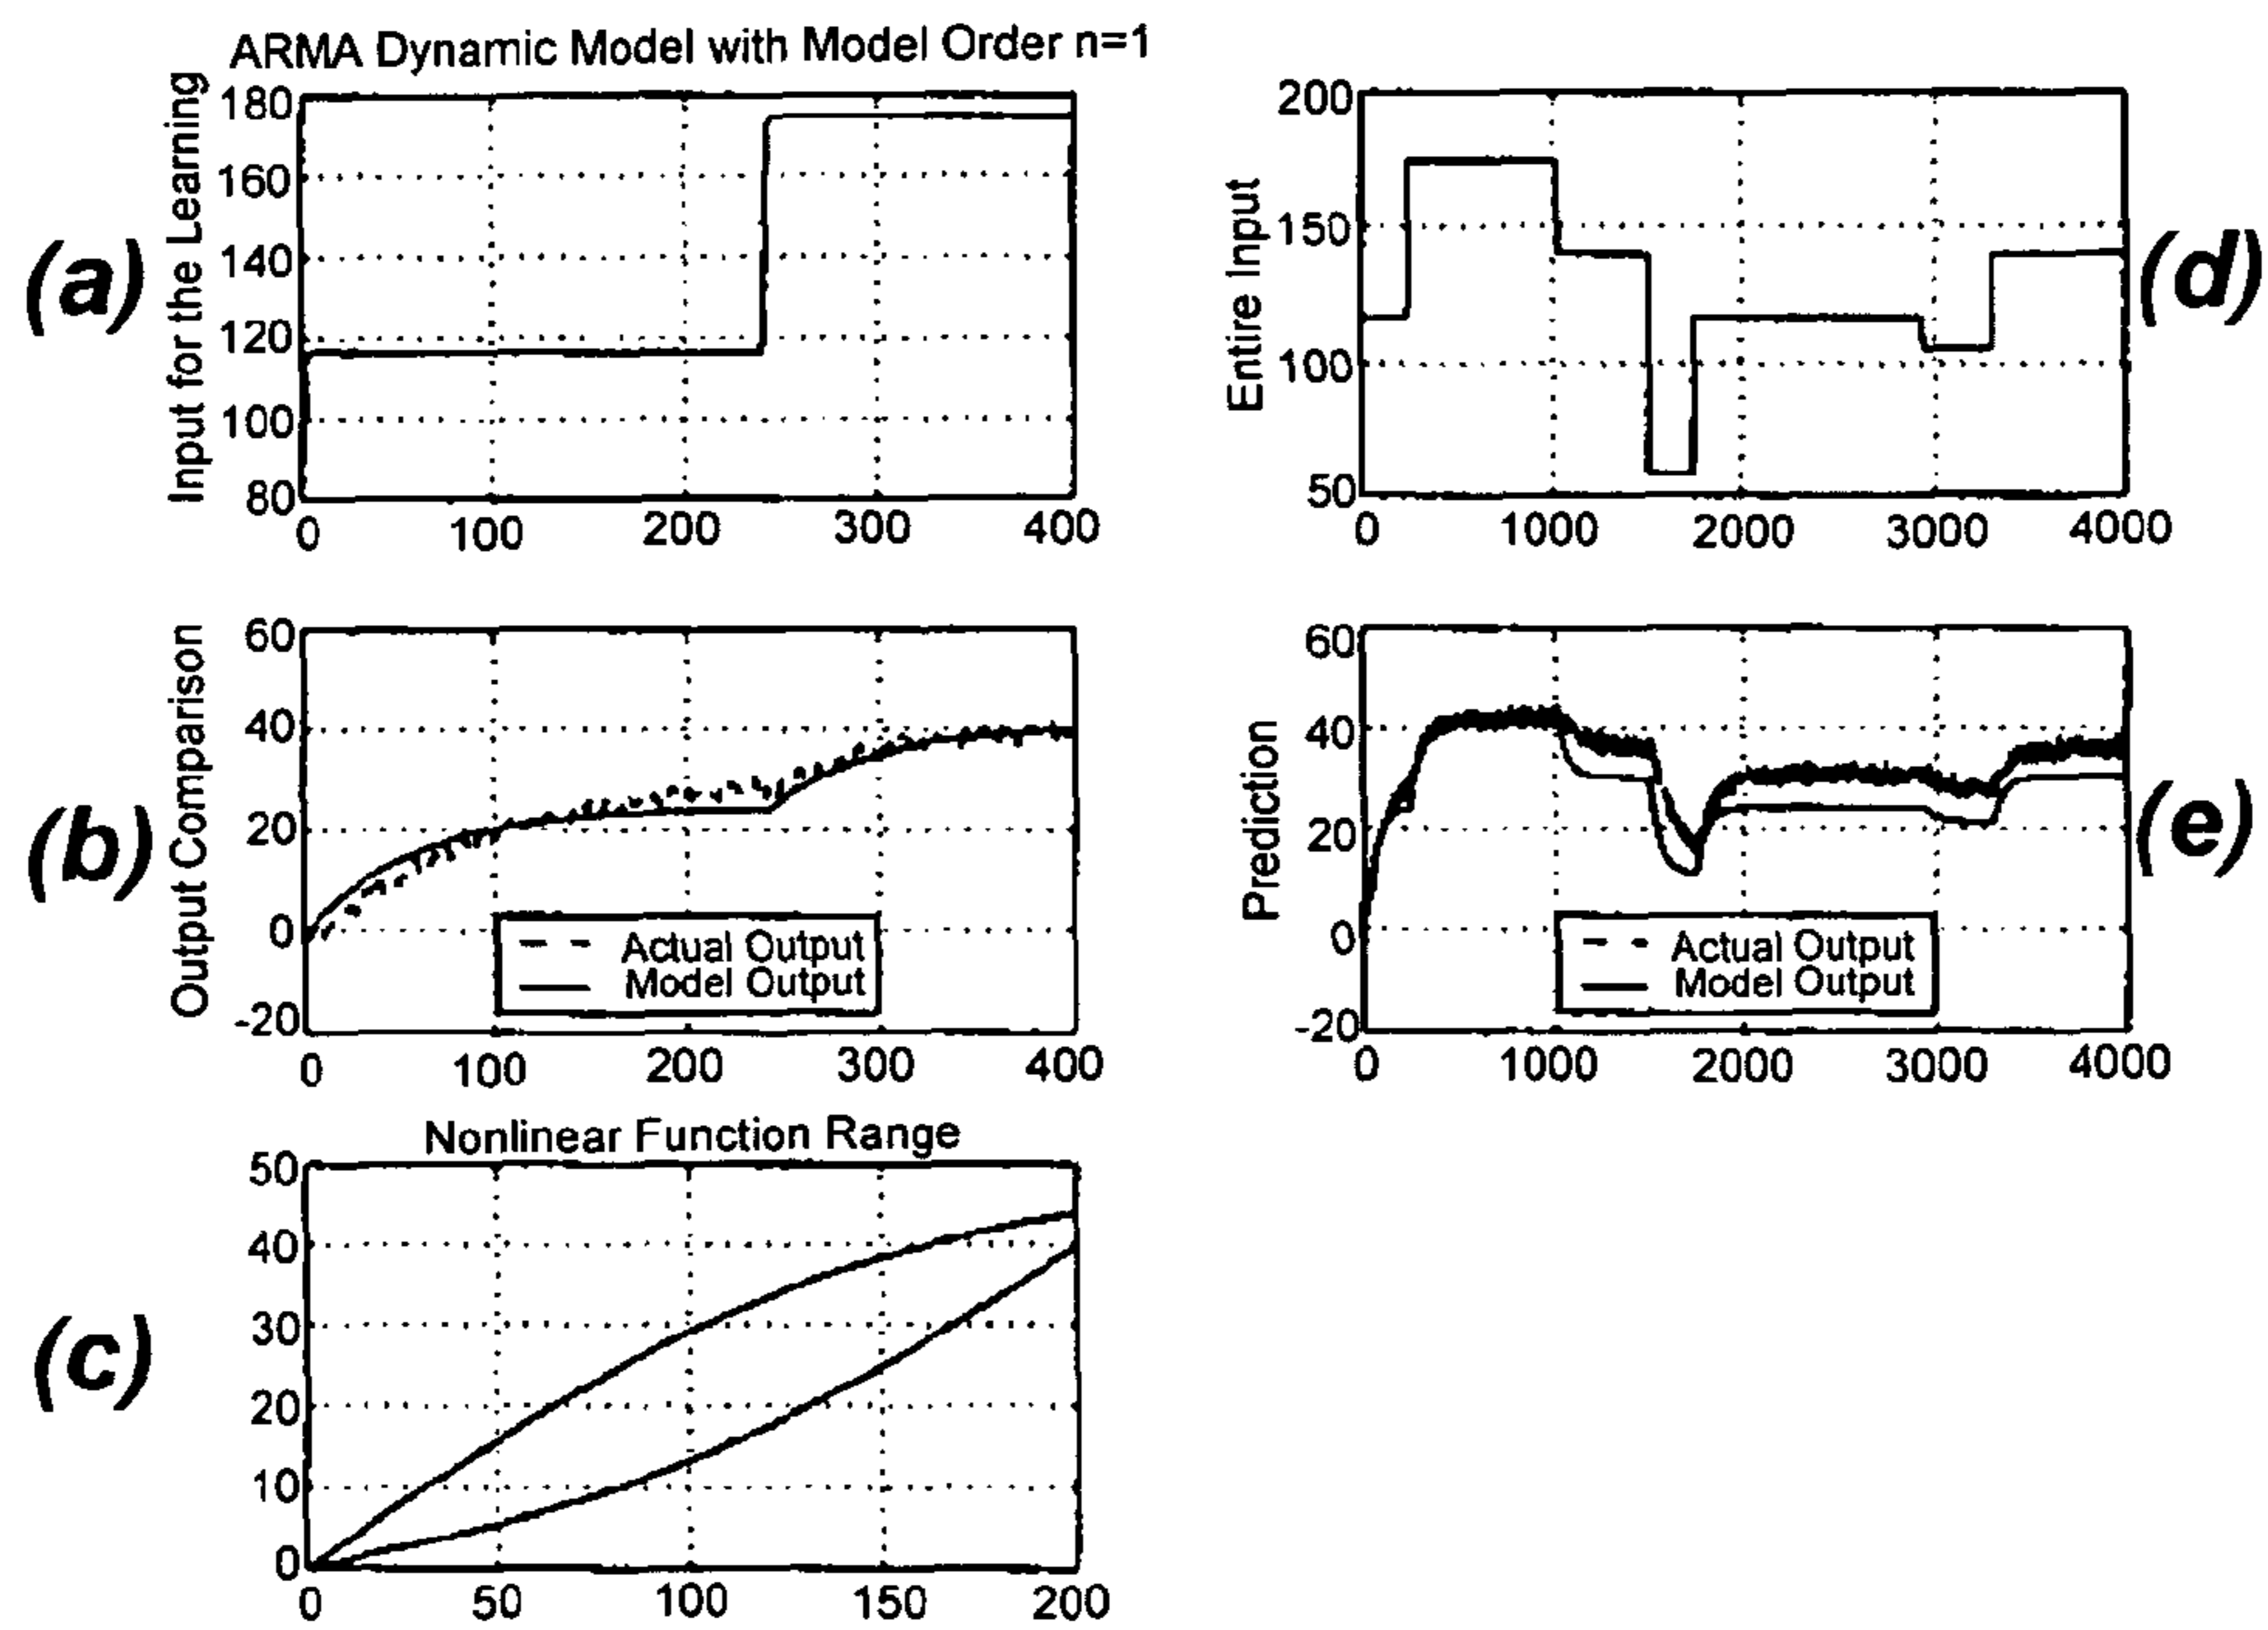 ARMA Dynamic Model with Model Order n=1
(a)
Input for the Learning
180
160
140
120
100
80
0 100 200 300 400
(d)
Entire Input
200
150
100
50
0 1000 2000 3000 4000
(b)
Output Comparison
60
40
20
0
-20
Actual Output
Model Output
0 100 200 300 400
(e)
Prediction
60
40
20
0
-20
Actual Output
Model Output
0 1000 2000 3000 4000
(c)
Nonlinear Function Range
50
40
30
20
10
0
0 50 100 150 200